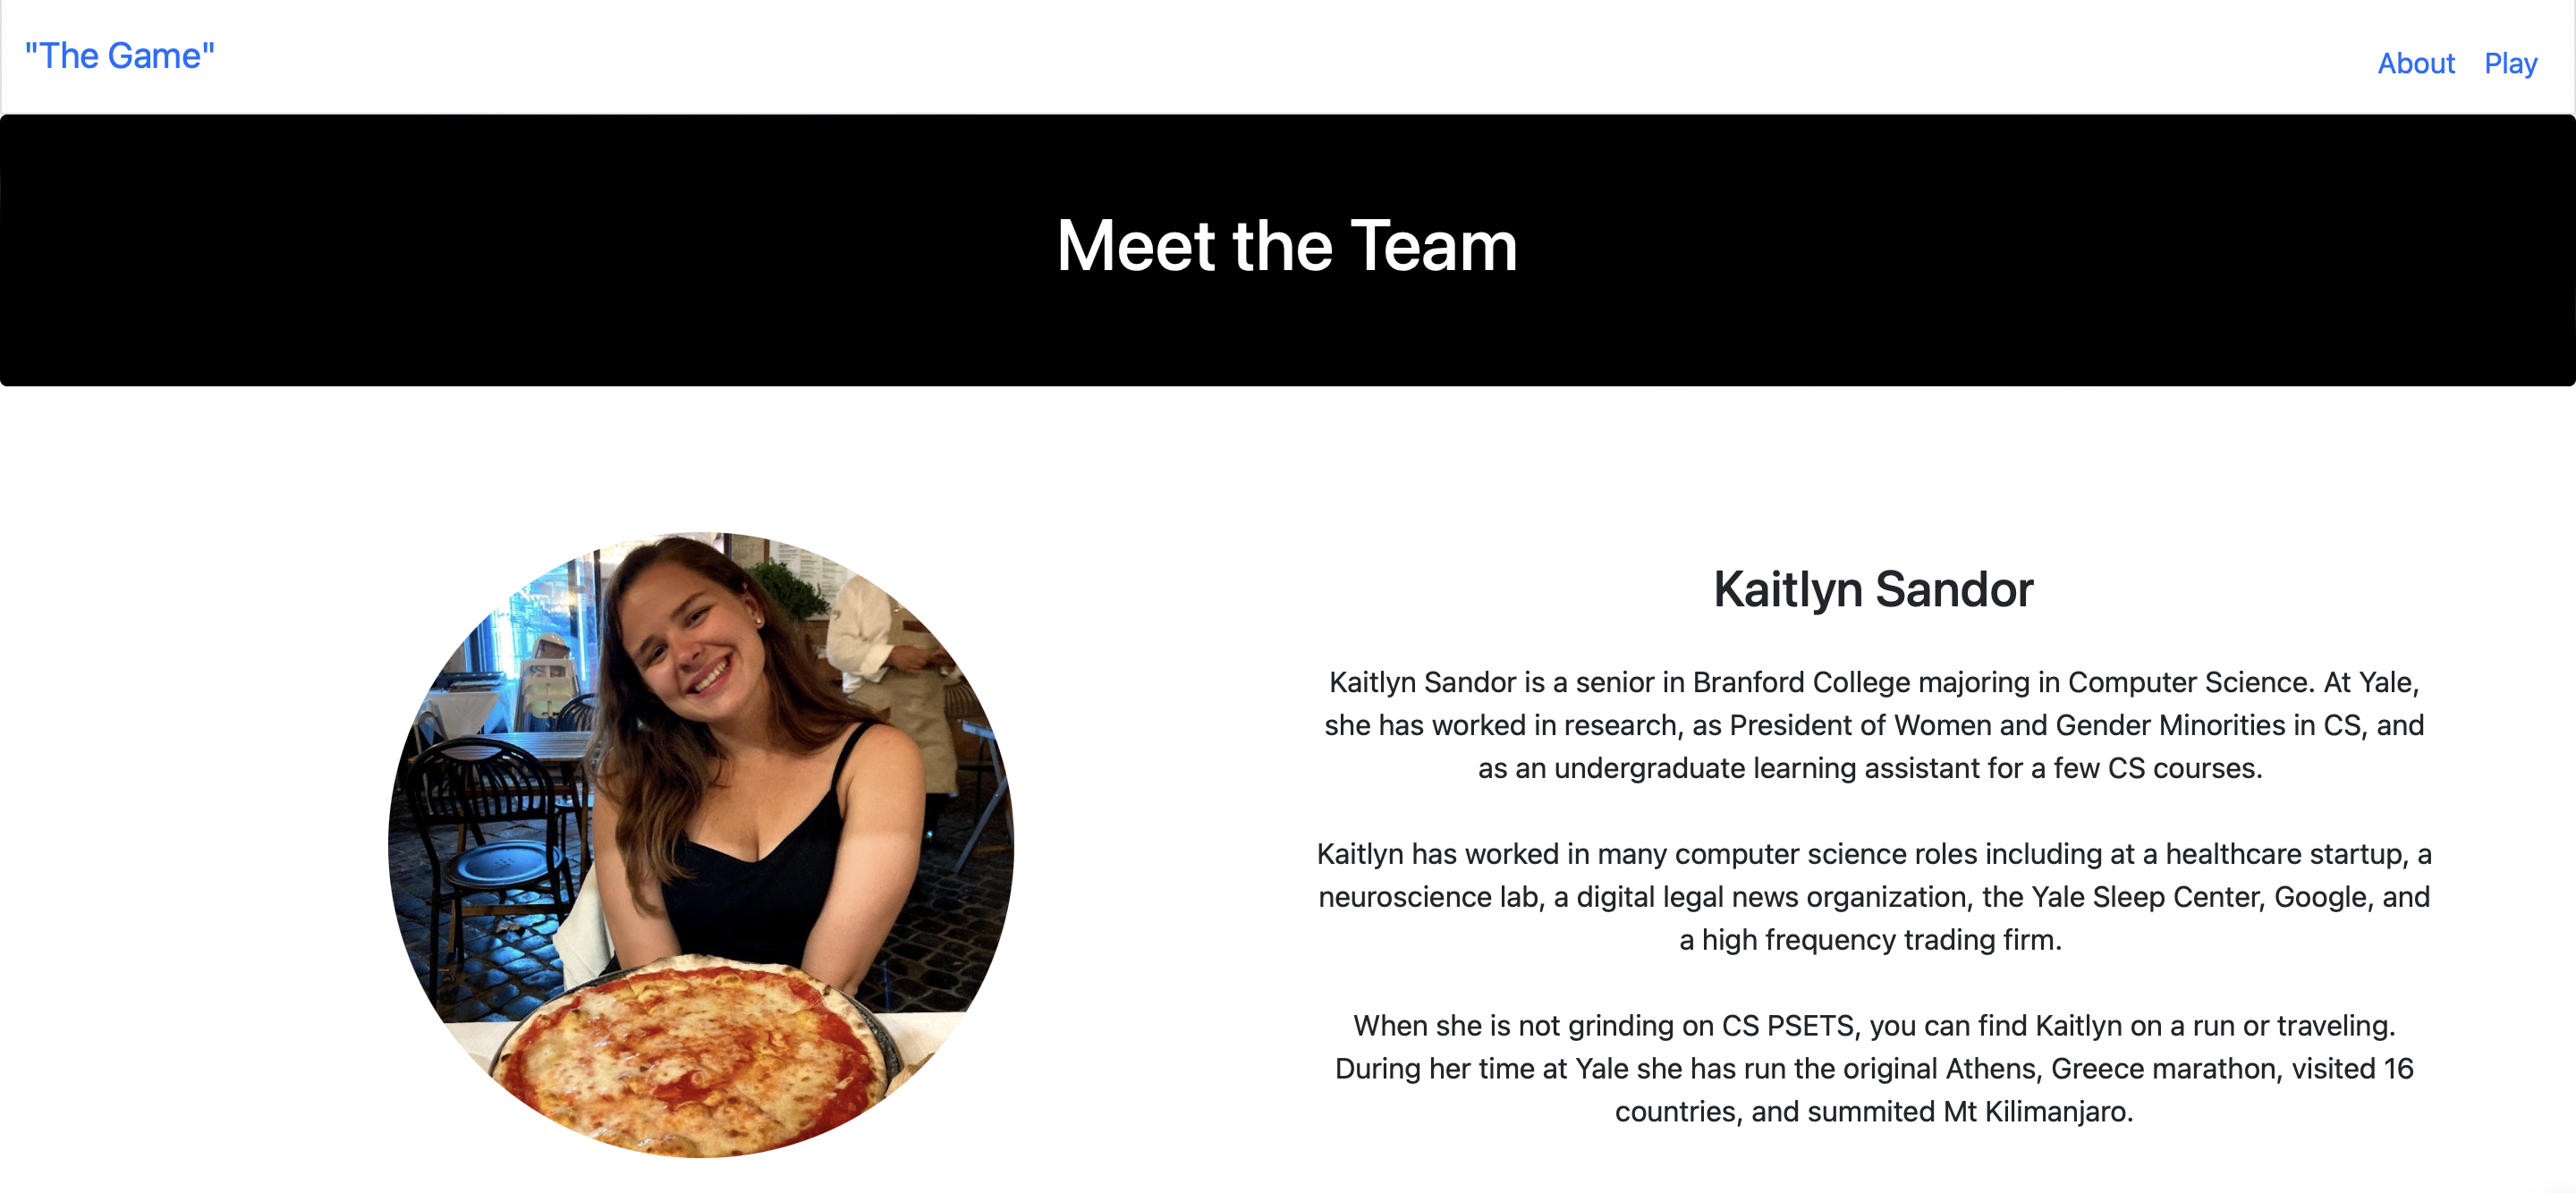 "The Game"
About Play
Meet the Team
Kaitlyn Sandor
Kaitlyn Sandor is a senior in Branford College majoring in Computer Science. At Yale,
she has worked in research, as President of Women and Gender Minorities in CS, and
as an undergraduate learning assistant for a few CS courses.
Kaitlyn has worked in many computer science roles including at a healthcare startup, a
neuroscience lab, a digital legal news organization, the Yale Sleep Center, Google, and
a high frequency trading firm.
When she is not grinding on CS PSETS, you can find Kaitlyn on a run or traveling.
During her time at Yale she has run the original Athens, Greece marathon, visited 16
countries, and summited Mt Kilimanjaro.